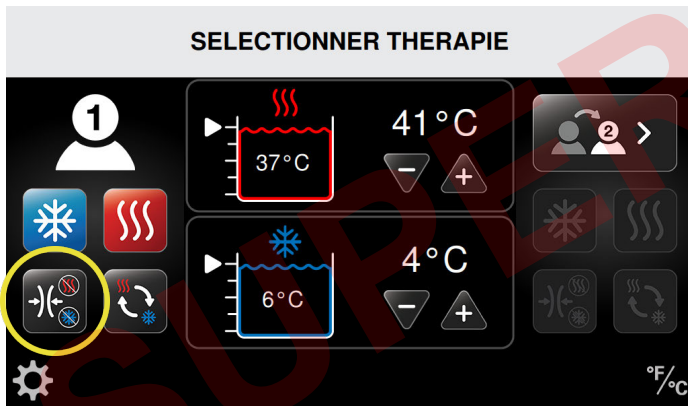 SELECTIONNER THERAPIE
1
41°C
37°C
2
4°C
6°C
°F/°C
SUPER